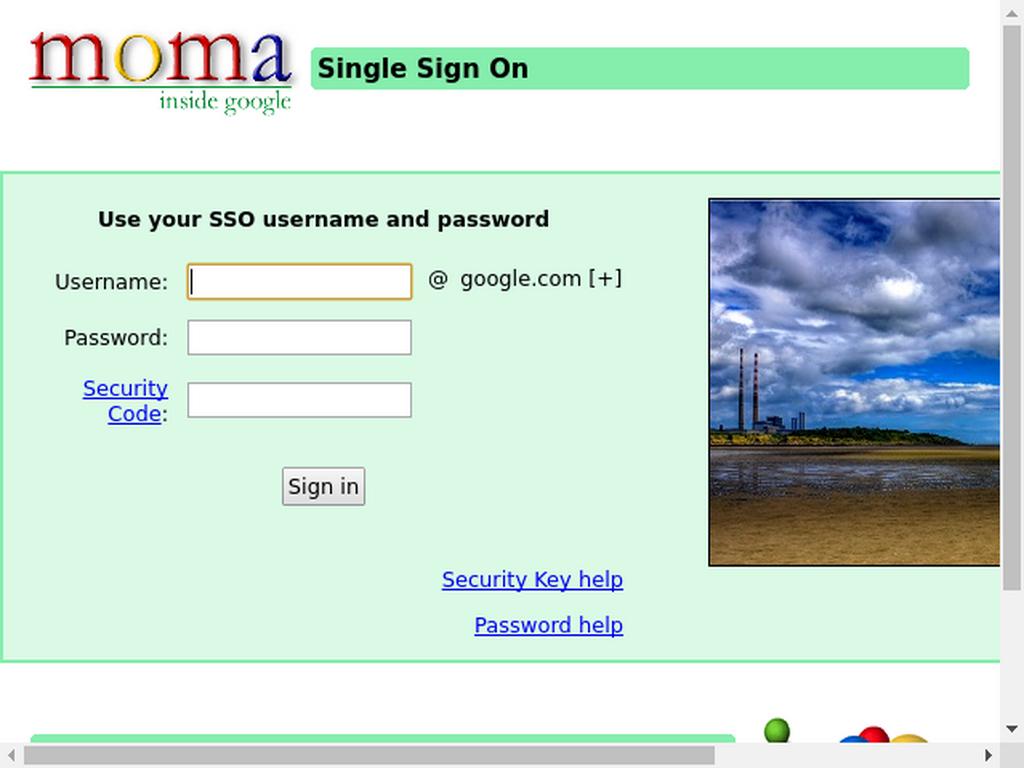 moma
inside google
Single Sign On
Use your SSO username and password
Username:
@ google.com [+]
Password:
Security
Code:
Sign in
Security Key help
Password help